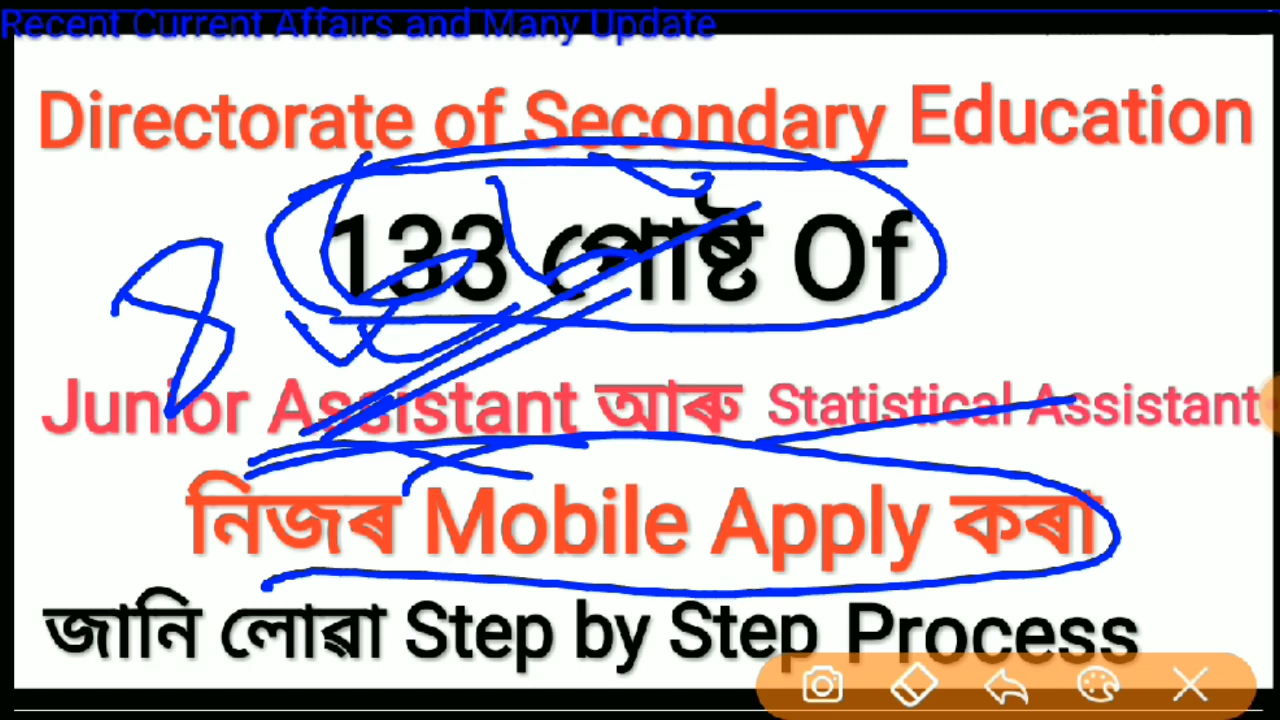 Recent Current Affairs and Many Update
Directorate of Secondary Education
133 পোষ্ট Of
8
Junior Assistant আৰু Statistical Assistant
নিজৰ Mobile Apply কৰা
জানি লোৱা Step by Step Process